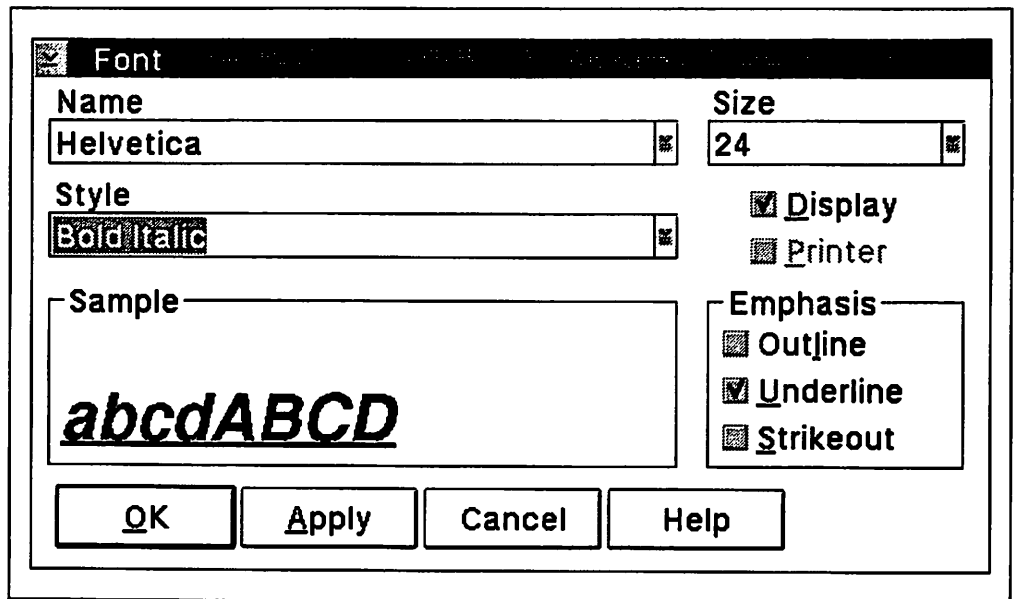 Font
Name
Helvetica
Size
24
Style
Bold Italic
Display
Printer
Sample
abcdABCD
Emphasis
Outline
Underline
Strikeout
OK
Apply
Cancel
Help